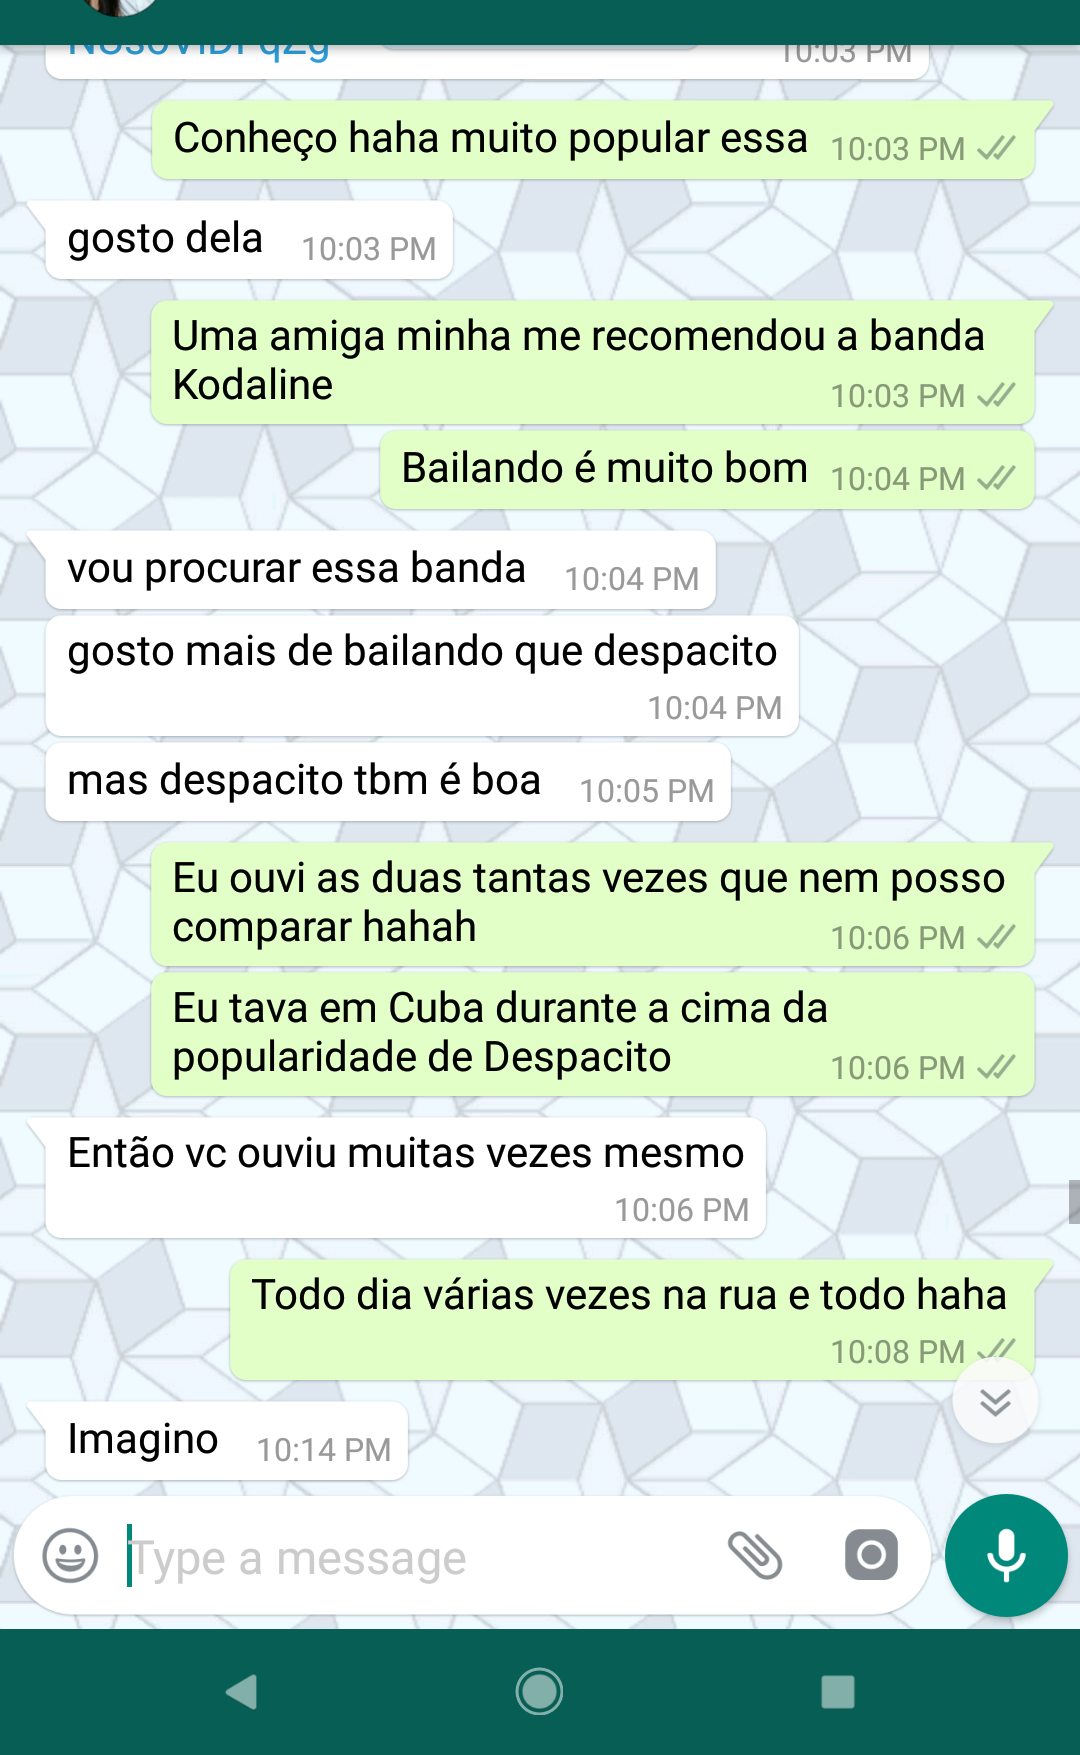 10:03 PM
Conheço haha muito popular essa 10:03 PM
gosto dela 10:03 PM
Uma amiga minha me recomendou a banda
Kodaline 10:03 PM
Bailando é muito bom 10:04 PM
vou procurar essa banda 10:04 PM
gosto mais de bailando que despacito
10:04 PM
mas despacito tbm é boa 10:05 PM
Eu ouvi as duas tantas vezes que nem posso
comparar hahah 10:06 PM
Eu tava em Cuba durante a cima da
popularidade de Despacito 10:06 PM
Então vc ouviu muitas vezes mesmo
10:06 PM
Todo dia várias vezes na rua e todo haha
10:08 PM
Imagino 10:14 PM
Type a message